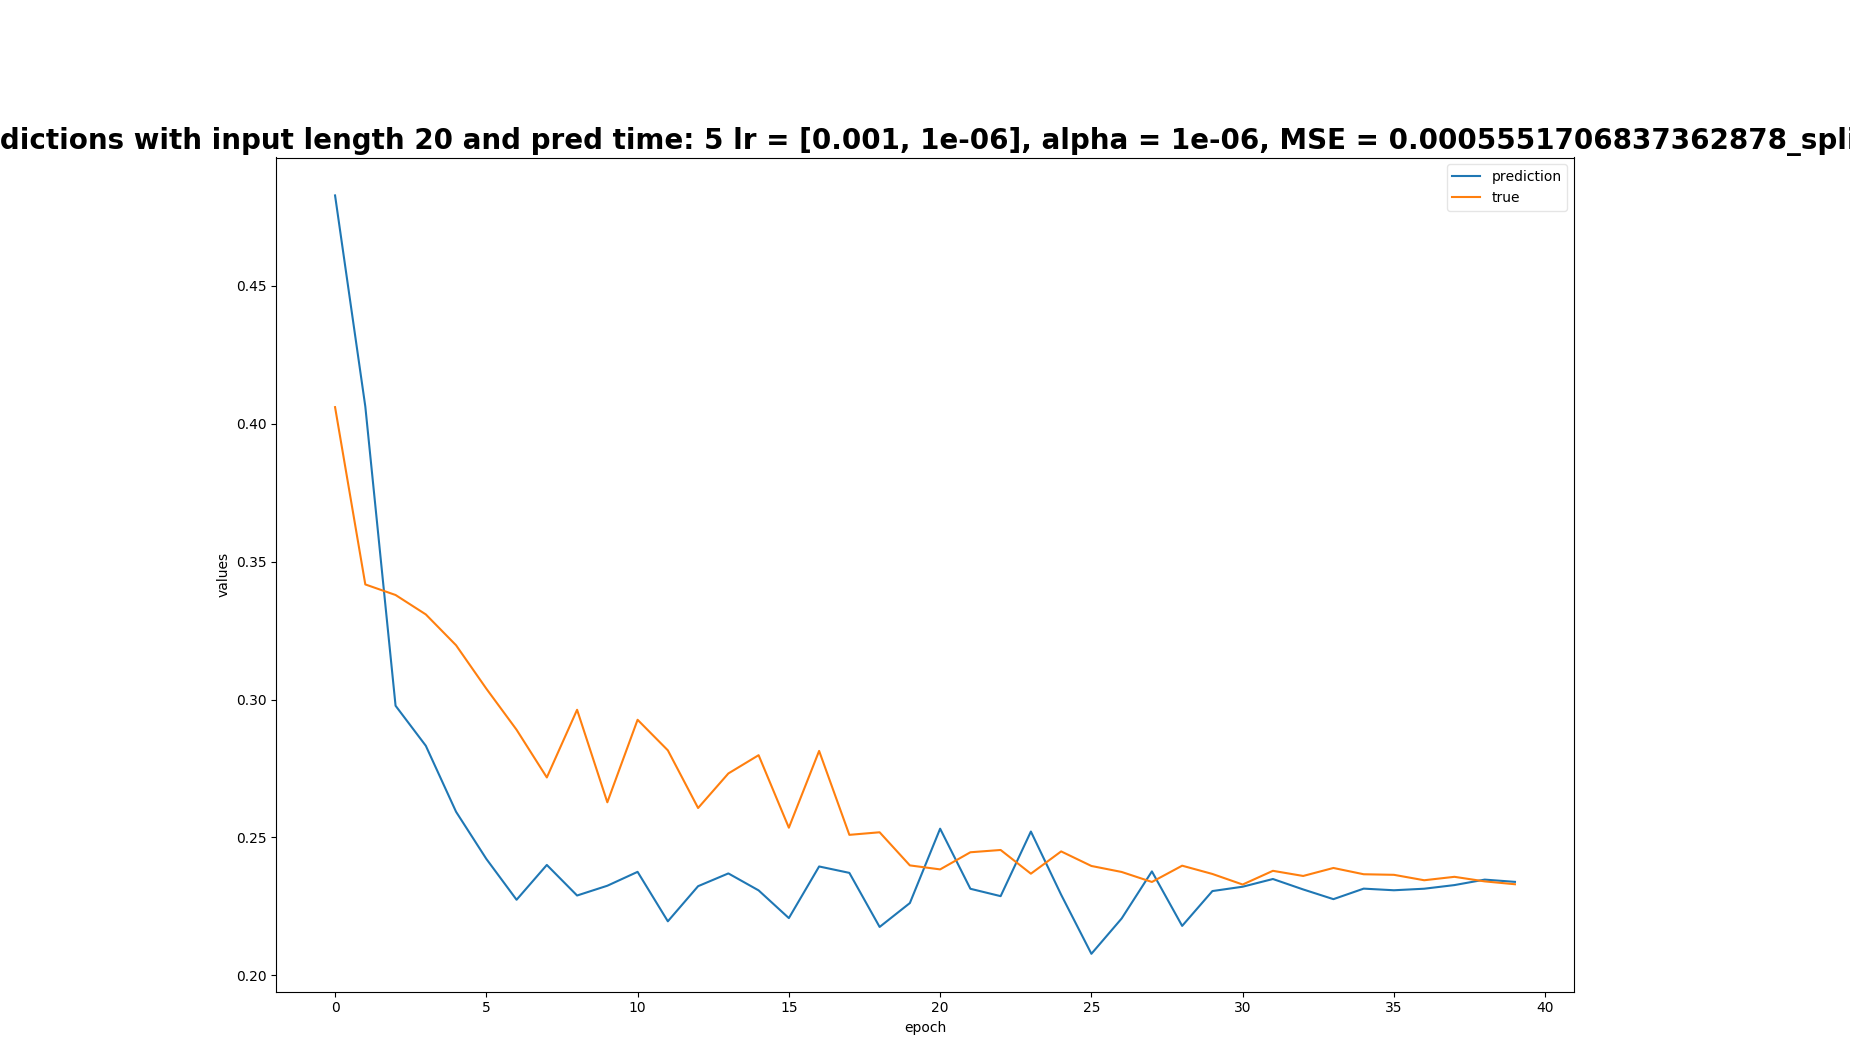 dictions with input length 20 and pred time: 5 lr = [0.001, 1e-06], alpha = 1e-06, MSE = 0.0005551706837362878_spli
prediction
true
0.45
0.40
0.35
0.30
0.25
0.20
values
0 5 10 15 20 25 30 35 40
epoch